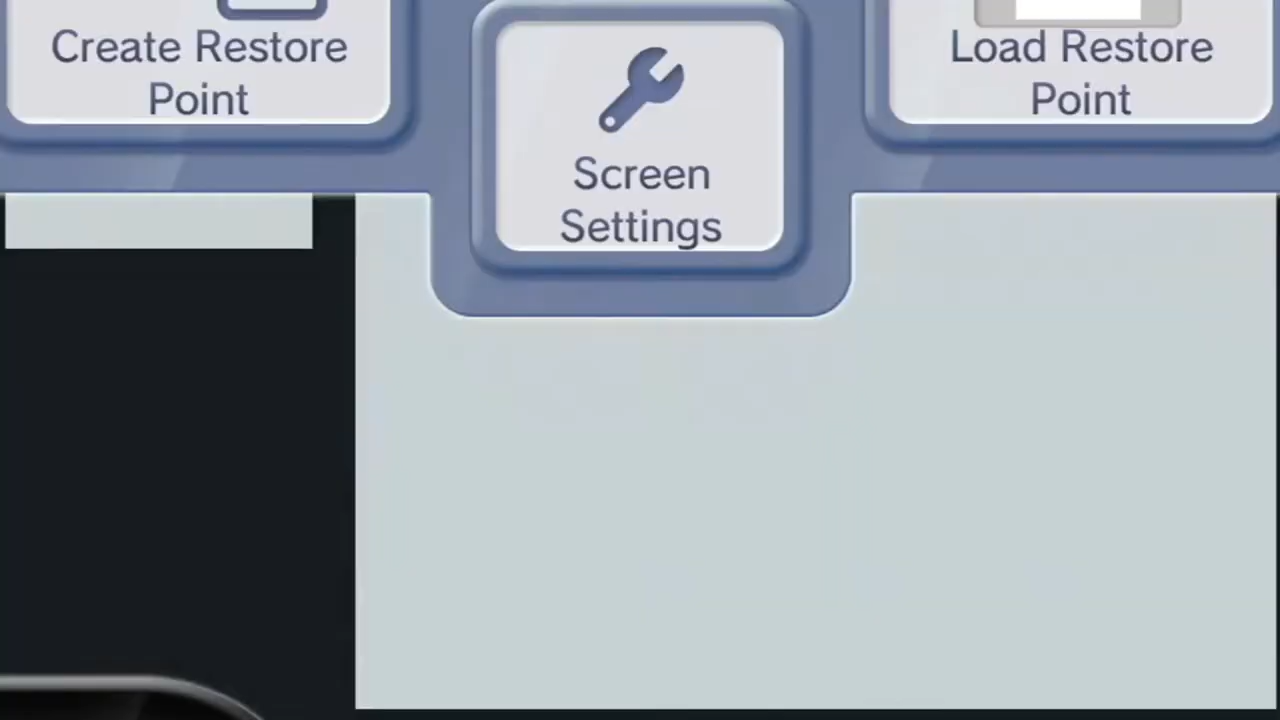 Create Restore
Point
Screen
Settings
Load Restore
Point